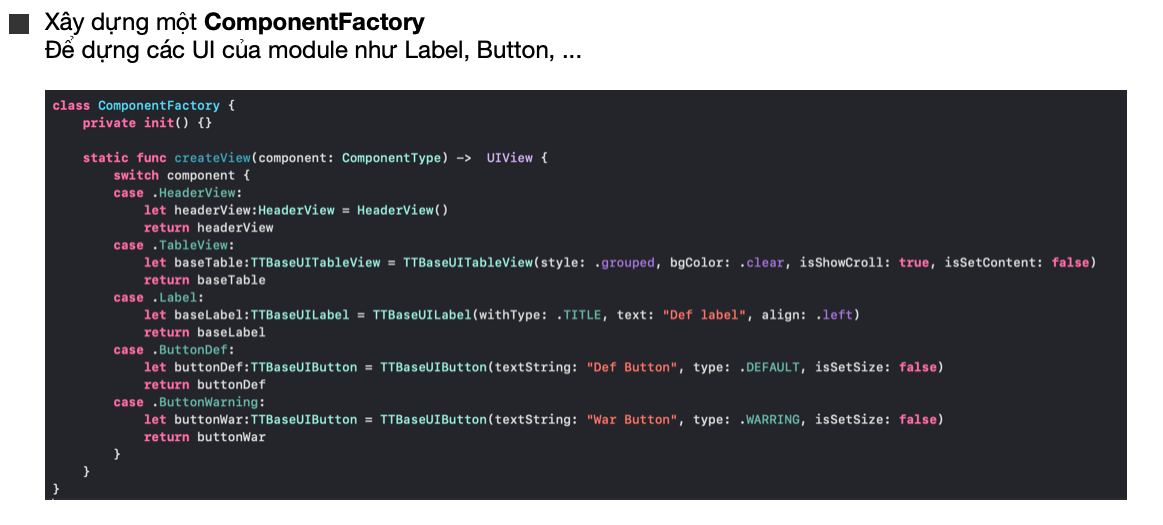 Xây dựng một ComponentFactory
Để dựng các UI của module như Label, Button, ...
class ComponentFactory {
    private init() {}

    static func createView(component: ComponentType) ->  UIView {
        switch component {
        case .HeaderView:
            let headerView:HeaderView = HeaderView()
            return headerView
        case .TableView:
            let baseTable:TTBaseUITableView = TTBaseUITableView(style: .grouped, bgColor: .clear, isShowCroll: true, isSetContent: false)
            return baseTable
        case .Label:
            let baseLabel:TTBaseUILabel = TTBaseUILabel(withType: .TITLE, text: "Def label", align: .left)
            return baseLabel
        case .ButtonDef:
            let buttonDef:TTBaseUIButton = TTBaseUIButton(textString: "Def Button", type: .DEFAULT, isSetSize: false)
            return buttonDef
        case .ButtonWarning:
            let buttonWar:TTBaseUIButton = TTBaseUIButton(textString: "War Button", type: .WARRING, isSetSize: false)
            return buttonWar
        }
    }
}